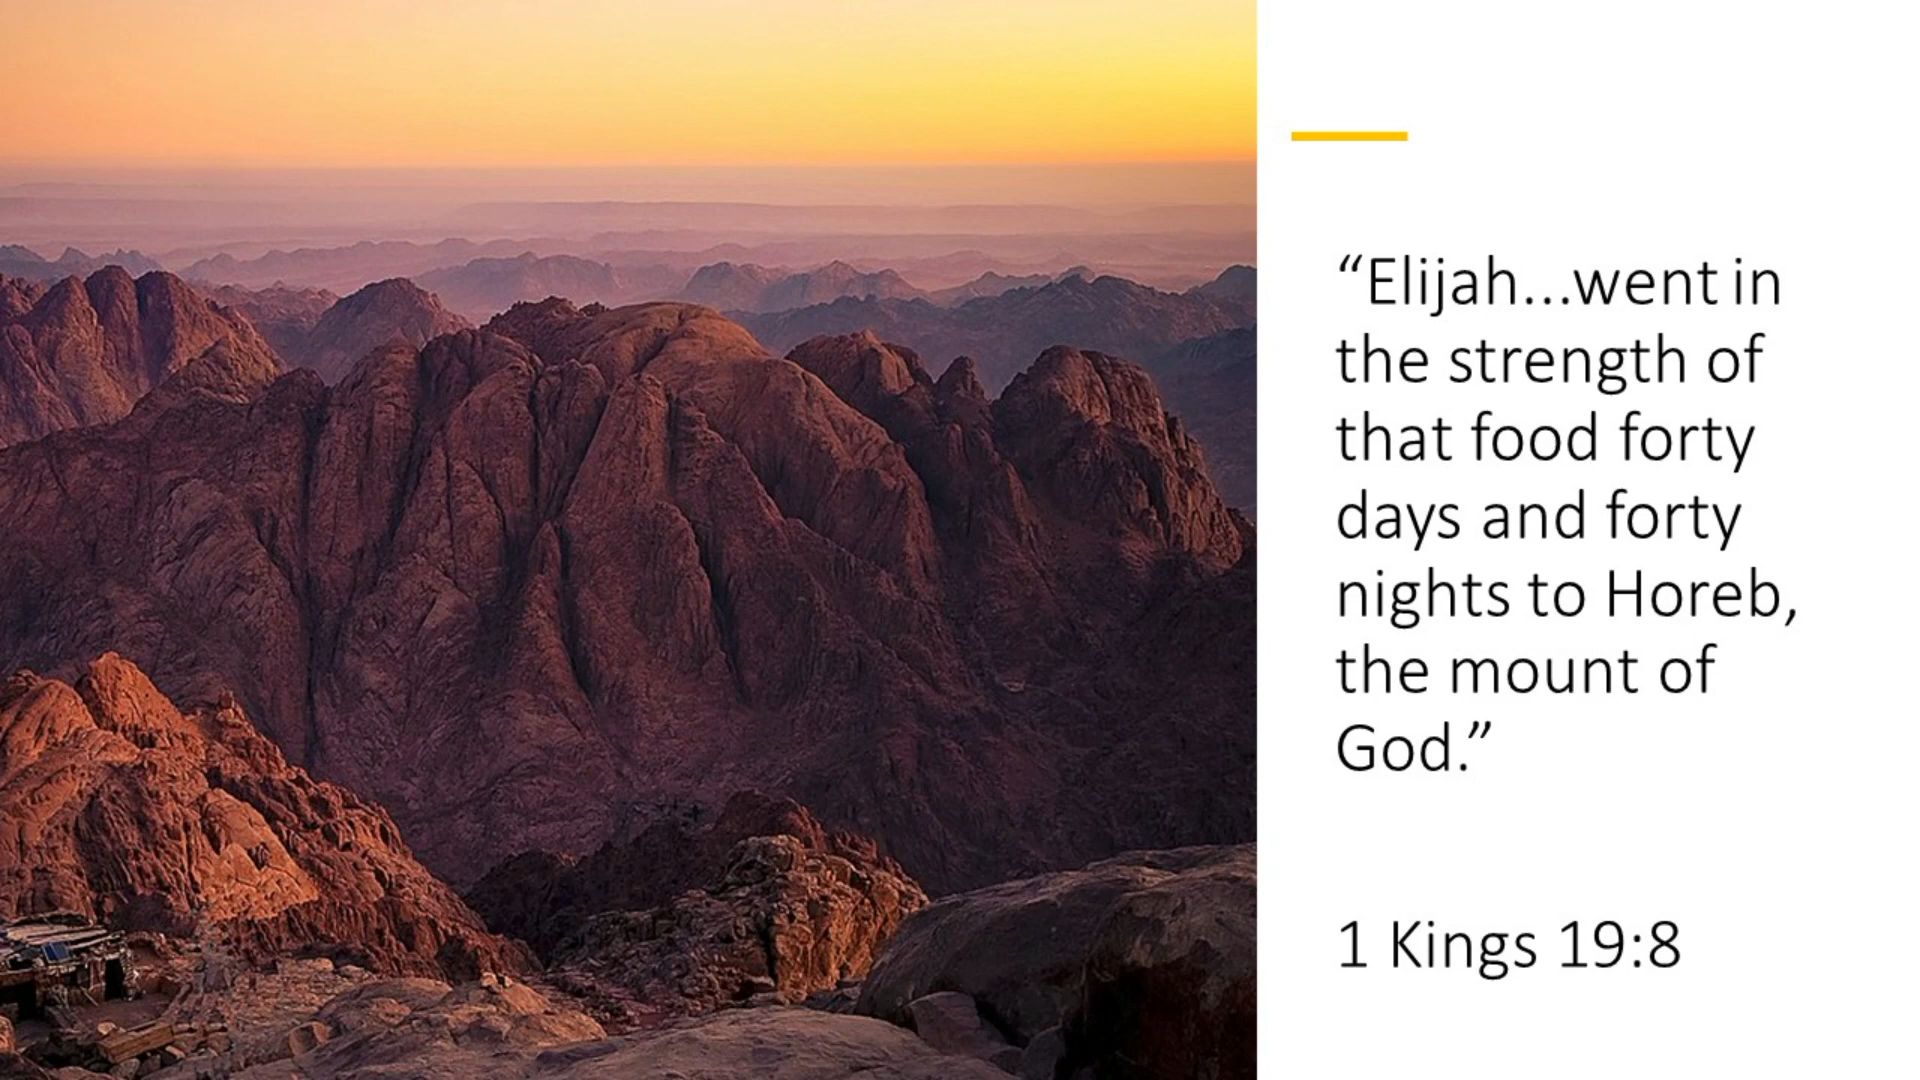 “Elijah...went in
the strength of
that food forty
days and forty
nights to Horeb,
the mount of
God.”
1 Kings 19:8